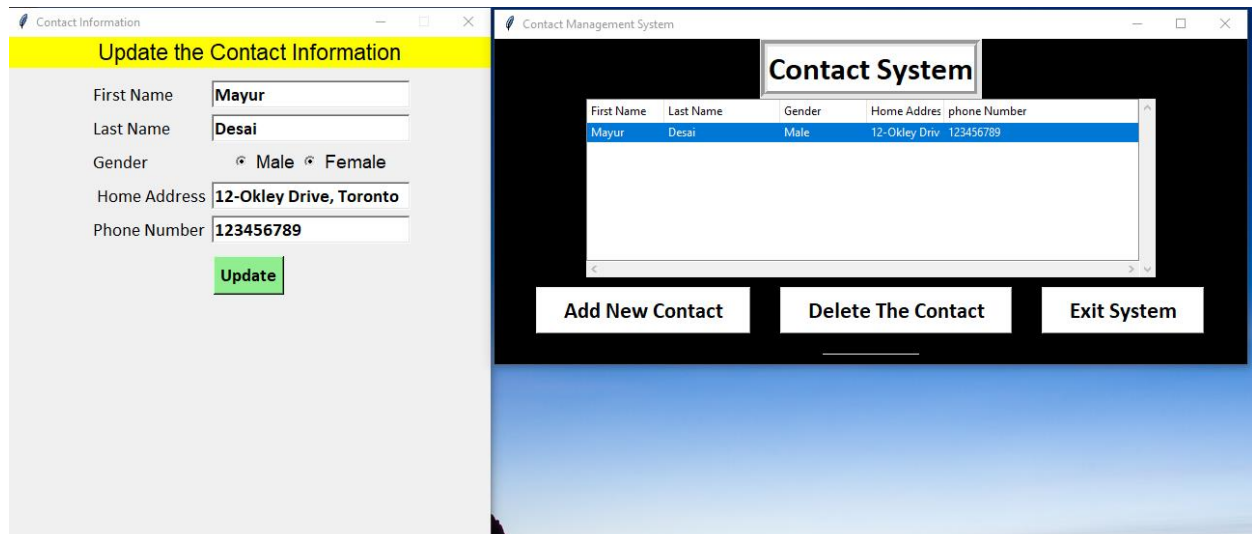 Contact Information
Update the Contact Information
First Name Mayur
Last Name Desai
Gender Male Female
Home Address 12-Okley Drive, Toronto
Phone Number 123456789
Update
Contact Management System
Contact System
First Name Last Name Gender Home Addres phone Number
Mayur Desai Male 12-Okley Driv 123456789
Add New Contact Delete The Contact Exit System